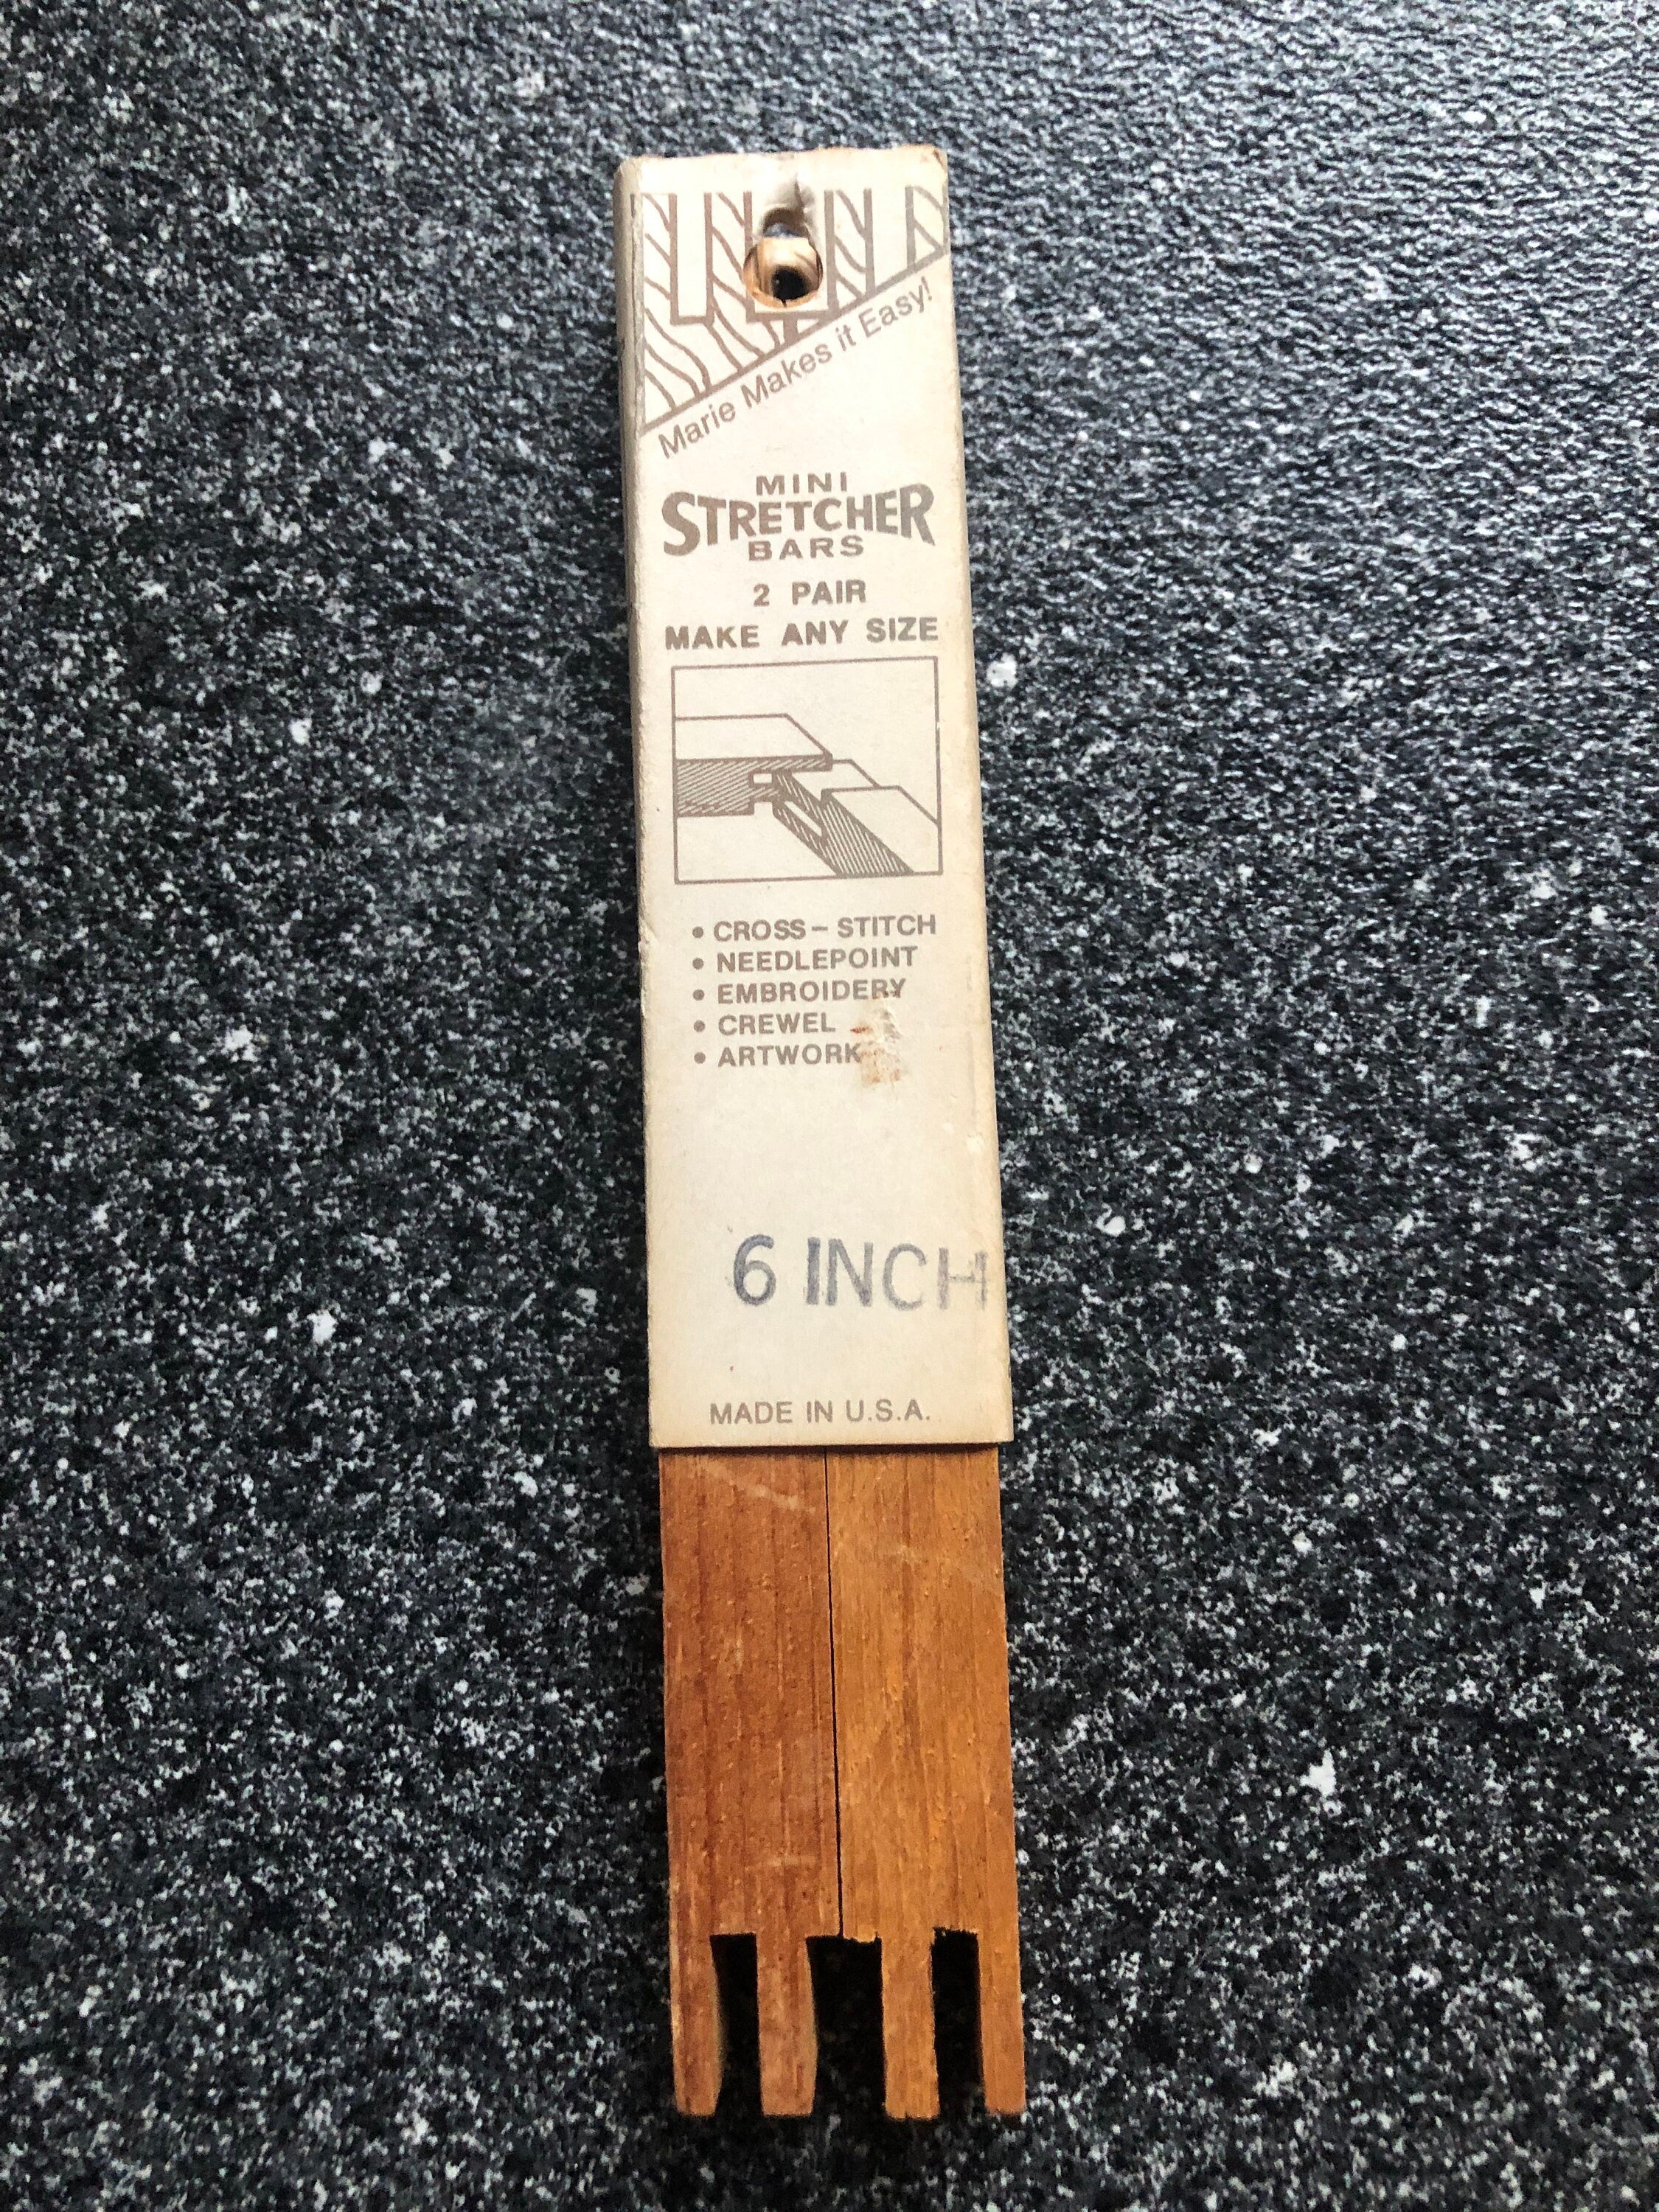 Marie Makes it Easy!
MINI
STRETCHER
BARS
2 PAIR
MAKE ANY SIZE
• CROSS – STITCH
• NEEDLEPOINT
• EMBROIDERY
• CREWEL
• ARTWORK
6 INCH
MADE IN U.S.A.